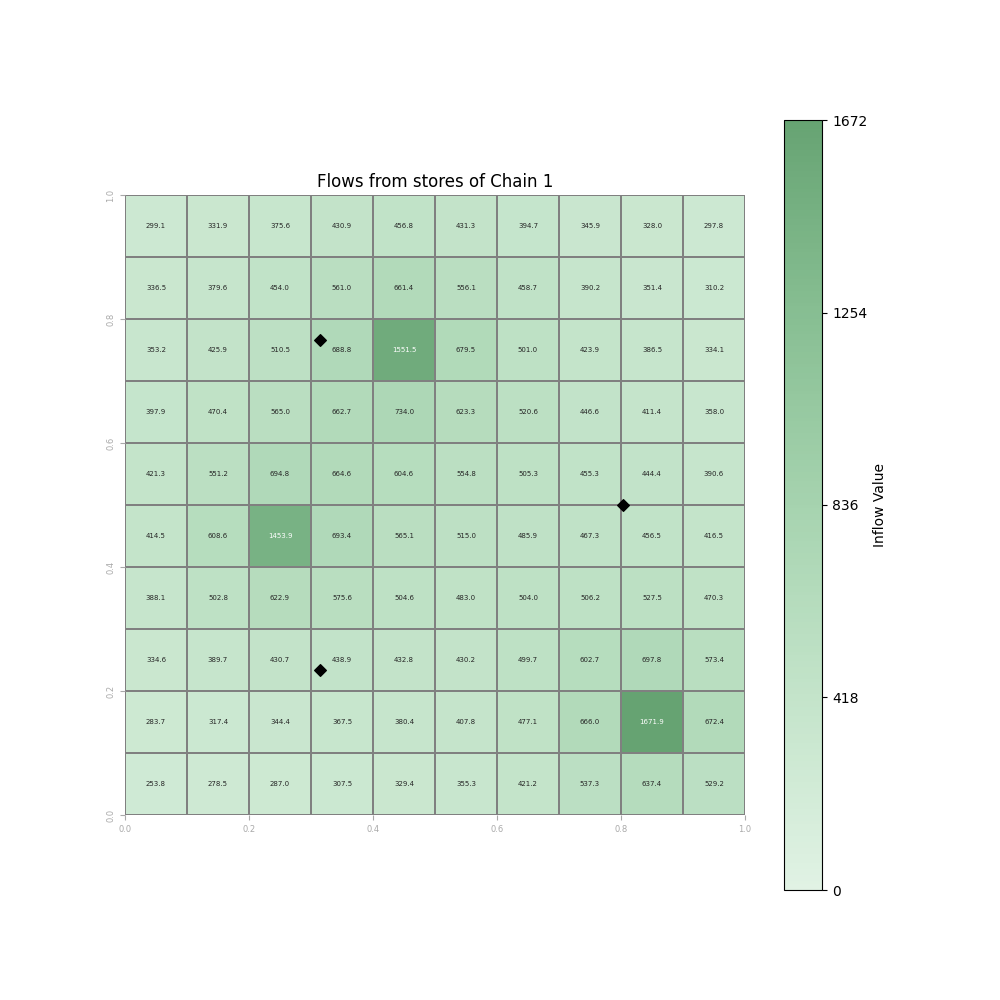 1672
Flows from stores of Chain 1
1.0
299.1 331.9 375.6 430.9 456.8 431.3 394.7 345.9 328.0 297.8
336.5 379.6 454.0 561.0 661.4 556.1 458.7 390.2 351.4 310.2
1254
0.8
353.2 425.9 510.5 688.8 1551.5 679.5 501.0 423.9 386.5 334.1
397.9 470.4 565.0 662.7 734.0 623.3 520.6 446.6 411.4 358.0
0.6
421.3 551.2 694.8 664.6 604.6 554.8 505.3 455.3 444.4 390.6
836
Inflow Value
414.5 608.6 1453.9 693.4 565.1 515.0 485.9 467.3 456.5 416.5
0.4
388.1 502.8 622.9 575.6 504.6 483.0 504.0 506.2 527.5 470.3
334.6 389.7 430.7 438.9 432.8 430.2 499.7 602.7 697.8 573.4
0.2
418
283.7 317.4 344.4 367.5 380.4 407.8 477.1 666.0 1671.9 672.4
253.8 278.5 287.0 307.5 329.4 355.3 421.2 537.3 637.4 529.2
0.0
0.0 0.2 0.4 0.6 0.8 1.0
0